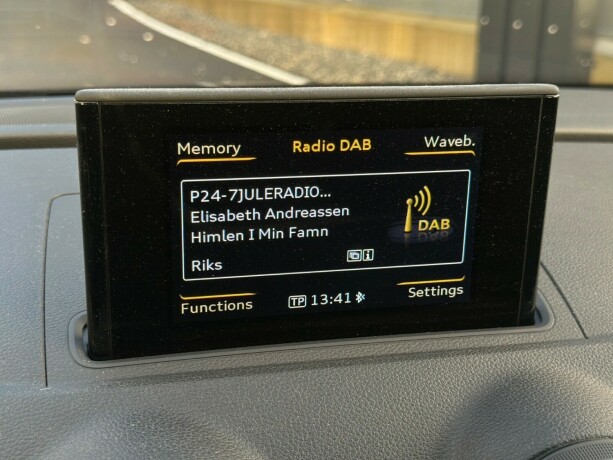 Memory
Radio DAB
Waveb.
P24-7JULERADIO...
Elisabeth Andreassen
Himlen I Min Famn
DAB
Riks
Functions
TP 13:41
Settings